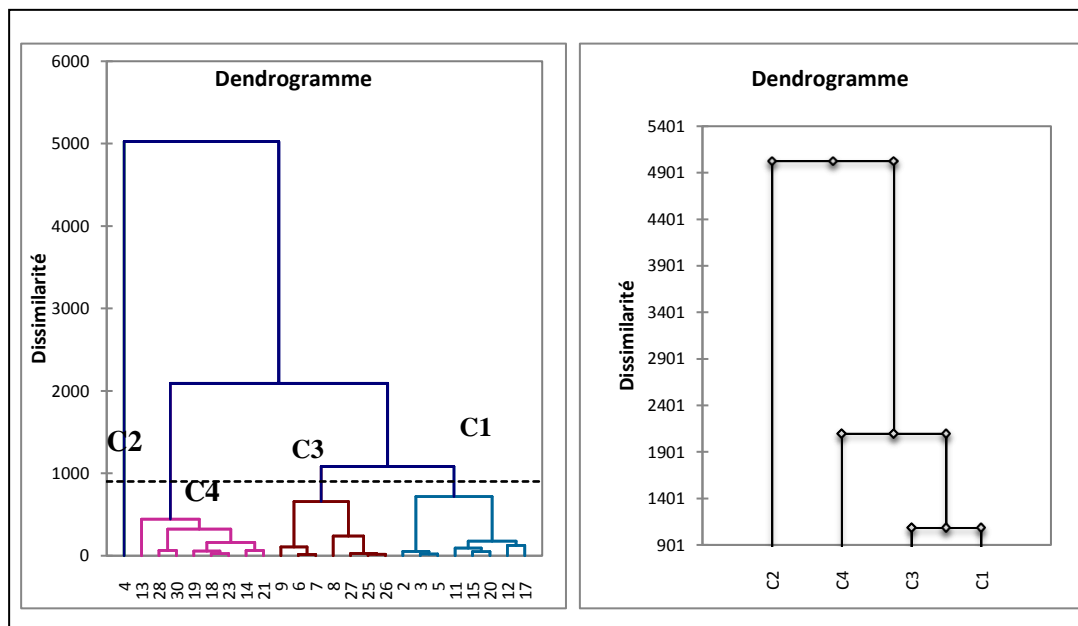 Dendrogramme
6000
5000
4000
3000
2000
1000
0
Dissimilarité
C2
C4
C3
C1
4 13 28 30 19 18 23 14 21 9 6 7 8 27 25 26 2 3 5 11 15 20 12 17
Dendrogramme
5401
4901
4401
3901
3401
2901
2401
1901
1401
901
Dissimilarité
C2 C4 C3 C1